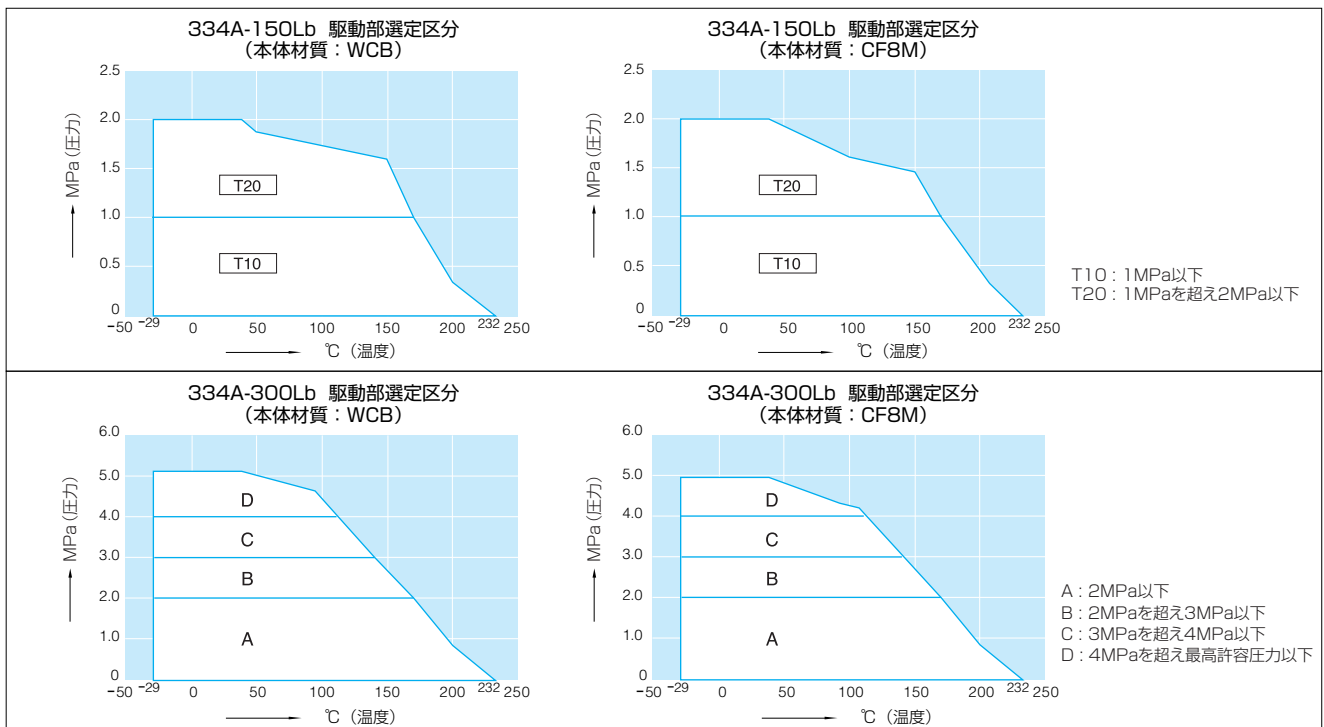 334A-150Lb 駆動部選定区分
（本体材質：WCB）
2.5
2.0
1.5
1.0
0.5
0
MPa（圧力）
T20
T10
-50
-29
0
50
100
150
200
232
250
℃（温度）
334A-150Lb 駆動部選定区分
（本体材質：CF8M）
2.5
2.0
1.5
1.0
0.5
0
MPa（圧力）
T20
T10
-50
-29
0
50
100
150
200
232
250
℃（温度）
T10：1MPa以下
T20：1MPaを超え2MPa以下
334A-300Lb 駆動部選定区分
（本体材質：WCB）
6.0
5.0
4.0
3.0
2.0
1.0
0
MPa（圧力）
D
C
B
A
-50
-29
0
50
100
150
200
232
250
℃（温度）
334A-300Lb 駆動部選定区分
（本体材質：CF8M）
6.0
5.0
4.0
3.0
2.0
1.0
0
MPa（圧力）
D
C
B
A
-50
-29
0
50
100
150
200
232
250
℃（温度）
A：2MPa以下
B：2MPaを超え3MPa以下
C：3MPaを超え4MPa以下
D：4MPaを超え最高許容圧力以下